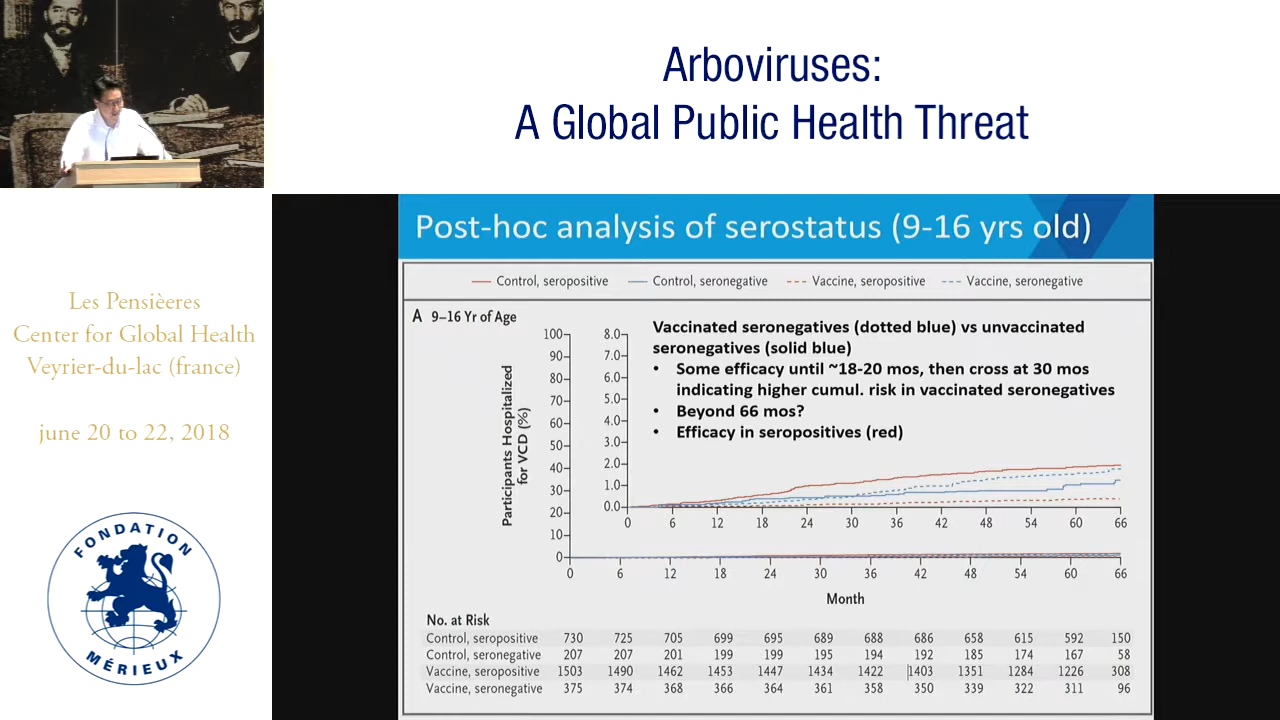 Arboviruses:
A Global Public Health Threat
Les Pensièeres
Center for Global Health
Veyrier-du-lac (france)
june 20 to 22, 2018
FONDATION
MÉRIEUX
Post-hoc analysis of serostatus (9-16 yrs old)
Control, seropositive Control, seronegative Vaccine, seropositive Vaccine, seronegative
A 9–16 Yr of Age
Vaccinated seronegatives (dotted blue) vs unvaccinated
seronegatives (solid blue)
• Some efficacy until ~18-20 mos, then cross at 30 mos
indicating higher cumul. risk in vaccinated seronegatives
• Beyond 66 mos?
• Efficacy in seropositives (red)
Participants Hospitalized
for VCD (%)
100
90
80
70
60
50
40
30
20
10
0
8.0
7.0
6.0
5.0
4.0
3.0
2.0
1.0
0.0
0 6 12 18 24 30 36 42 48 54 60 66
0 6 12 18 24 30 36 42 48 54 60 66
Month
No. at Risk
Control, seropositive 730 725 705 699 695 689 688 686 658 615 592 150
Control, seronegative 207 207 201 199 199 195 194 192 185 174 167 58
Vaccine, seropositive 1503 1490 1462 1453 1447 1434 1422 1403 1351 1284 1226 308
Vaccine, seronegative 375 374 368 366 364 361 358 350 339 322 311 96